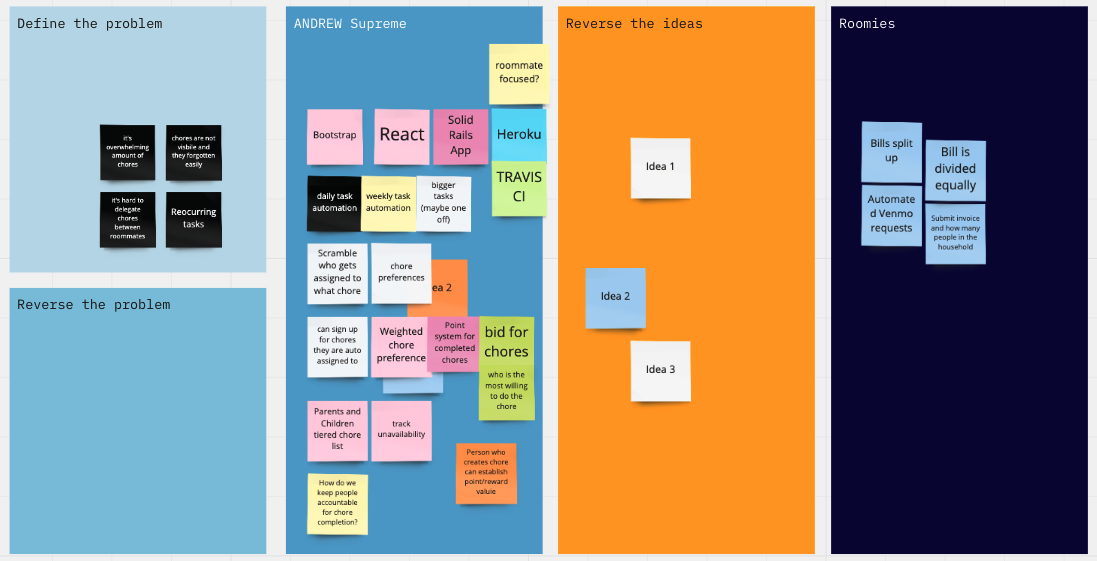 Define the problem
it's
overwhelming
amount of
chores
chores are not
visbile and
they forgotten
easily
it's hard to
delegate
chores
between
roommates
Reocurring
tasks
Reverse the problem
ANDREW Supreme
roommate
focused?
Bootstrap
React
Solid
Rails
App
Heroku
TRAVIS
CI
daily task
automation
weekly task
automation
bigger
tasks
(maybe one
off)
Scramble
who gets
assigned to
what chore
chore
preferences
ea 2
can sign up
for chores
they are auto
assigned to
Weighted
chore
preference
Point
system for
completed
chores
bid for
chores
who is the
most willing
to do the
chore
Parents and
Children
tiered chore
list
track
unavailability
Person who
creates chore
can establish
point/reward
valuie
How do we
keep people
accountable
for chore
completion?
Reverse the ideas
Idea 1
Idea 2
Idea 3
Roomies
Bills split
up
Bill is
divided
equally
Automate
d Venmo
requests
Submit invoice
and how many
people in the
household